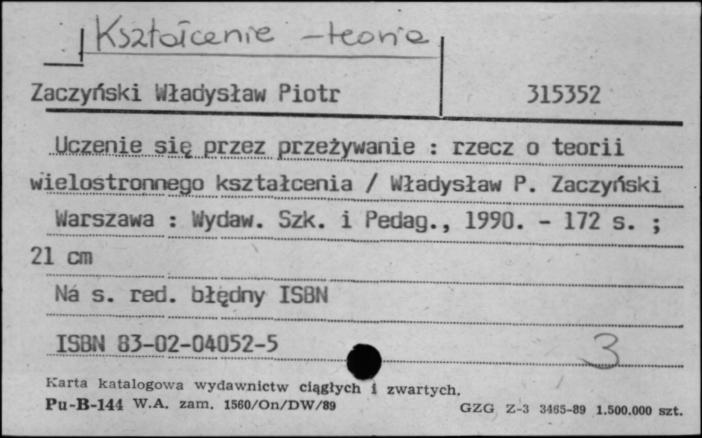 Kształcenie - teoria
Zaczyński Władysław Piotr 315352
Uczenie się przez przeżywanie : rzecz o teorii
wielostronnego kształcenia / Władysław P. Zaczyński
Warszawa : Wydaw. Szk. i Pedag., 1990. - 172 s. ;
21 cm
Na s. red. błędny ISBN
ISBN 83-02-04052-5
3
Karta katalogowa wydawnictw ciągłych i zwartych.
Pu-B-144 W.A. zam. 1560/On/DW/89 GZG Z-3 3465-89 1.500.000 szt.